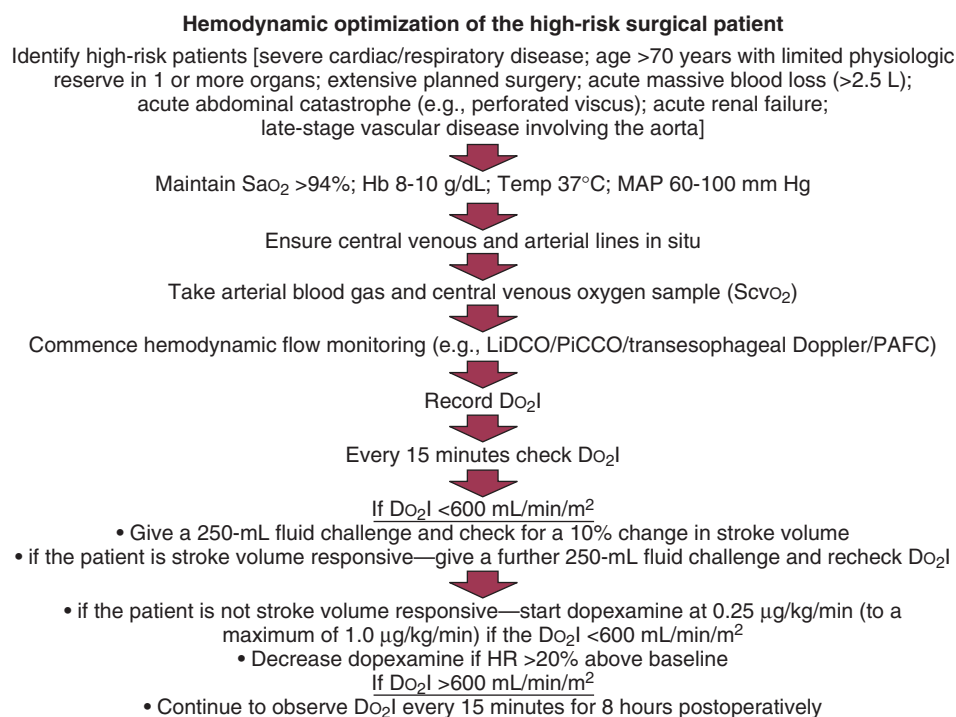 Hemodynamic optimization of the high-risk surgical patient
Identify high-risk patients [severe cardiac/respiratory disease; age >70 years with limited physiologic
reserve in 1 or more organs; extensive planned surgery; acute massive blood loss (>2.5 L);
acute abdominal catastrophe (e.g., perforated viscus); acute renal failure;
late-stage vascular disease involving the aorta]
Maintain SaO₂ >94%; Hb 8-10 g/dL; Temp 37°C; MAP 60-100 mm Hg
Ensure central venous and arterial lines in situ
Take arterial blood gas and central venous oxygen sample (ScvO₂)
Commence hemodynamic flow monitoring (e.g., LiDCO/PiCCO/transesophageal Doppler/PAFC)
Record DO₂I
Every 15 minutes check DO₂I
If DO₂I <600 mL/min/m²
• Give a 250-mL fluid challenge and check for a 10% change in stroke volume
• if the patient is stroke volume responsive—give a further 250-mL fluid challenge and recheck DO₂I
• if the patient is not stroke volume responsive—start dopexamine at 0.25 μg/kg/min (to a
maximum of 1.0 μg/kg/min) if the DO₂I <600 mL/min/m²
• Decrease dopexamine if HR >20% above baseline
If DO₂I >600 mL/min/m²
• Continue to observe DO₂I every 15 minutes for 8 hours postoperatively